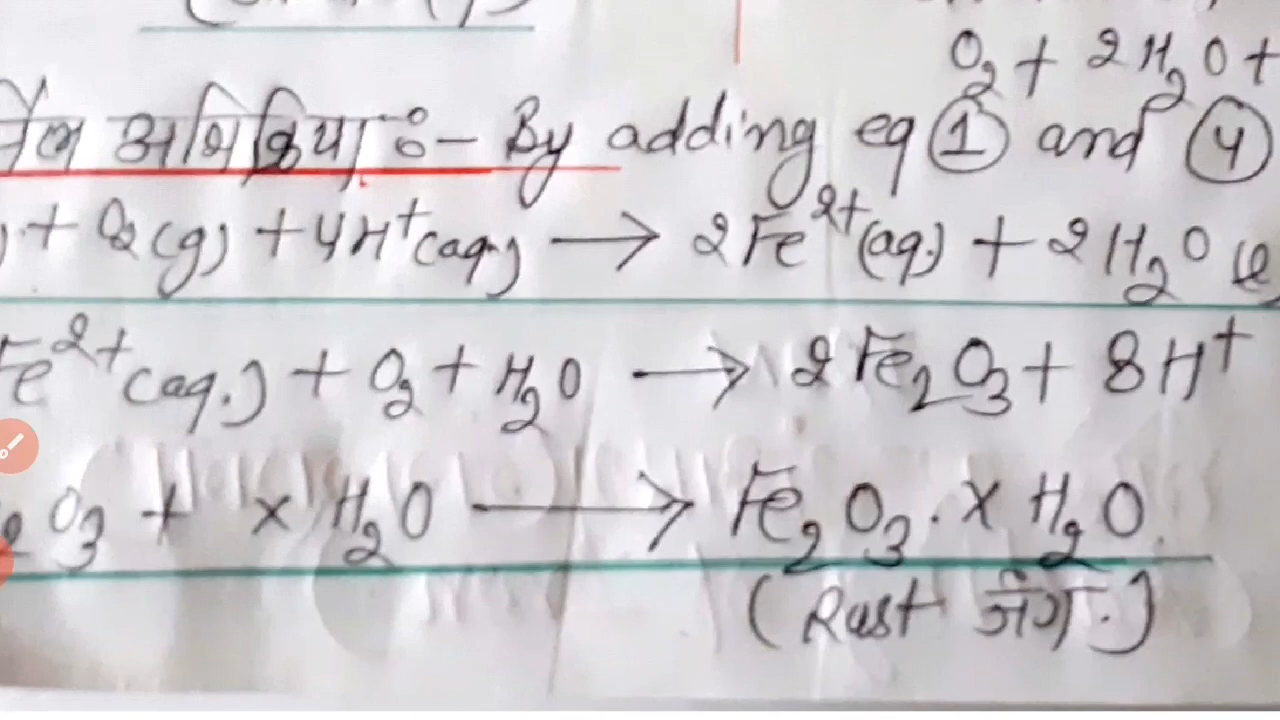 O₂ + 2H₂O +
नेट अभिक्रिया :- By adding eq ① and ④
) + O₂(g) + 4H⁺(aq.) → 2Fe²⁺(aq.) + 2H₂O (l
Fe²⁺(aq.) + O₂ + H₂O → 2Fe₂O₃ + 8H⁺
₂O₃ + x H₂O → Fe₂O₃.x H₂O.
(Rust जंग.)